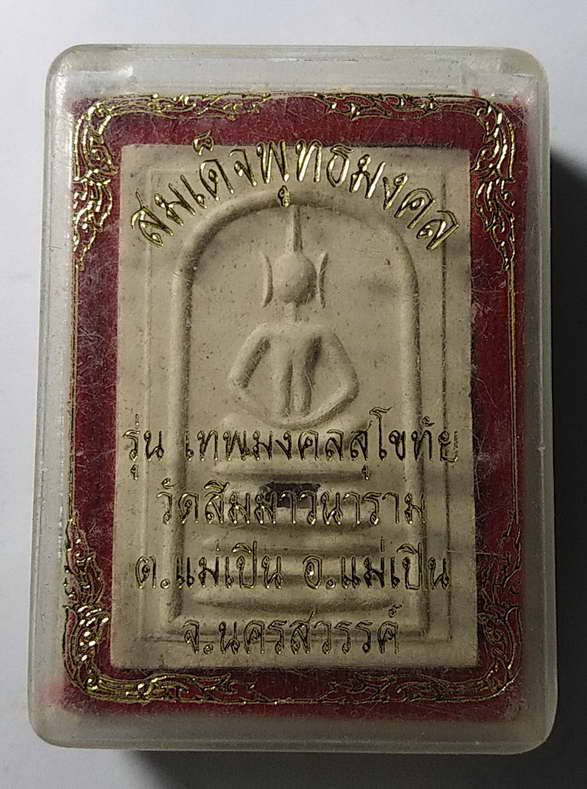 สมเด็จพุทธมงคล
รุ่น เทพมงคลสุโขทัย
วัดสีมมาวนาราม
ต.แม่เปิน อ.แม่เปิน
จ.นครสวรรค์